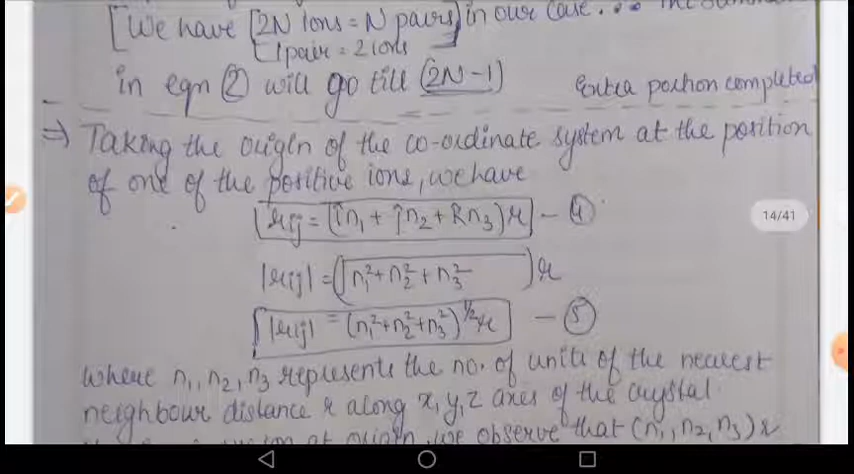 [We have [2N ions = N pairs] in our case...
1 pair = 2 ions
in eqn ② will go till (2N-1) Extra portion completed
⇒ Taking the origin of the co-ordinate system at the position
of one of the positive ions, we have
rij = (în₁ + ĵn₂ + k̂n₃)r - ④
14/41
|rij| = (√n₁²+n₂²+n₃²)r
|rij| = (n₁²+n₂²+n₃²)^1/2 r - ⑤
where n₁, n₂, n₃ represents the no. of units of the nearest
neighbour distance r along x, y, z axes of the crystal
ion at origin, we observe that (n₁, n₂, n₃) r